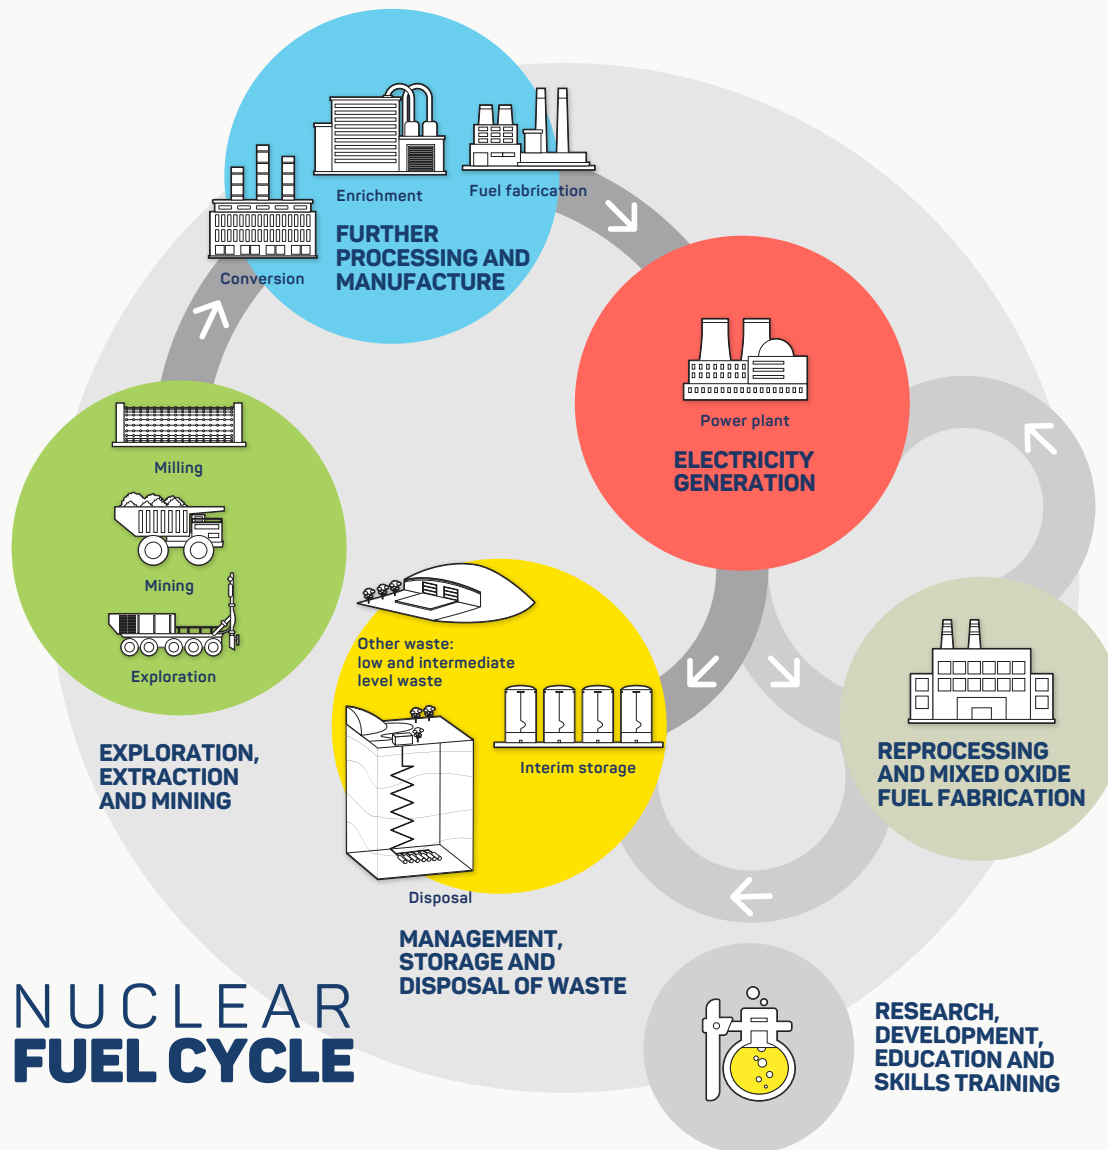 Enrichment
Fuel fabrication
Conversion
FURTHER
PROCESSING AND
MANUFACTURE
Power plant
ELECTRICITY
GENERATION
Milling
Mining
Exploration
EXPLORATION,
EXTRACTION
AND MINING
Other waste:
low and intermediate
level waste
Interim storage
Disposal
MANAGEMENT,
STORAGE AND
DISPOSAL OF WASTE
REPROCESSING
AND MIXED OXIDE
FUEL FABRICATION
RESEARCH,
DEVELOPMENT,
EDUCATION AND
SKILLS TRAINING
NUCLEAR
FUEL CYCLE